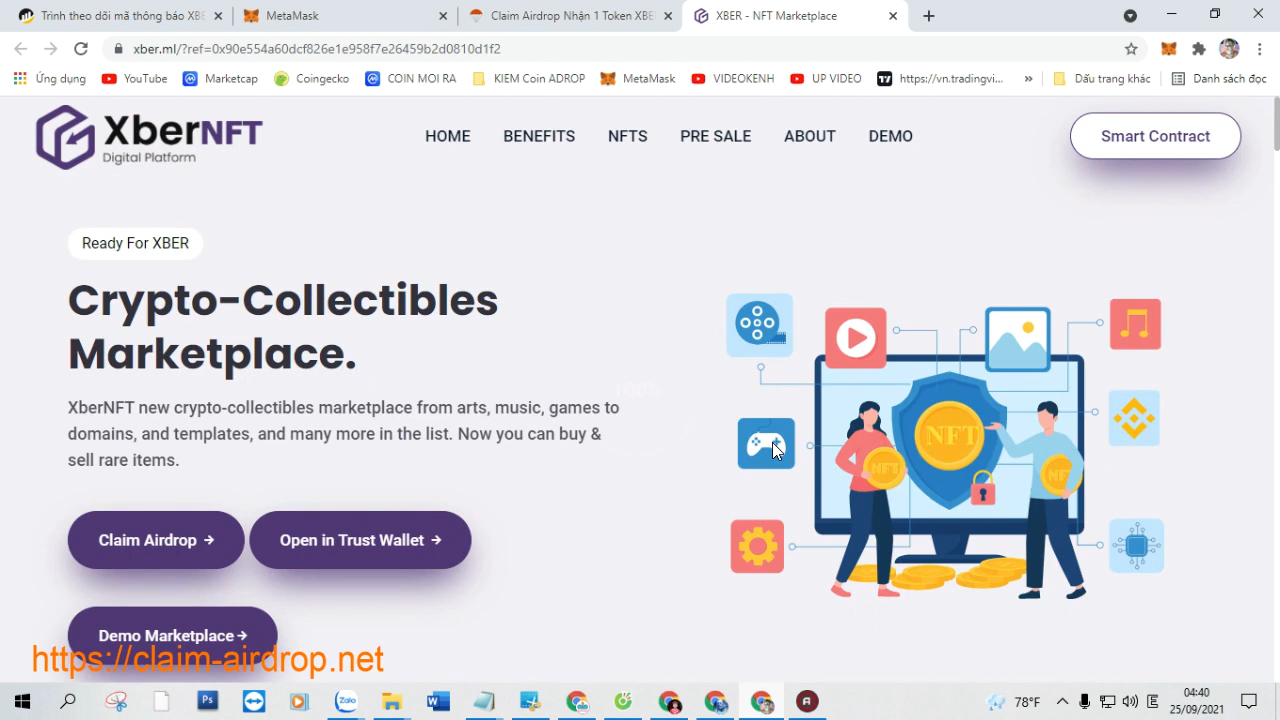 Trình theo dõi mã thông báo XBE
MetaMask
Claim Airdrop Nhận 1 Token XBE
XBER - NFT Marketplace
xber.ml/?ref=0x90e554a60dcf826e1e958f7e26459b2d0810d1f2
Ứng dụng
YouTube
Marketcap
Coingecko
COIN MOI RA
KIEM Coin ADROP
MetaMask
VIDEOKENH
UP VIDEO
https://vn.tradingvi...
»
Dấu trang khác
Danh sách đọc
XberNFT
Digital Platform
HOME
BENEFITS
NFTS
PRE SALE
ABOUT
DEMO
Smart Contract
Ready For XBER
Crypto-Collectibles
Marketplace.
XberNFT new crypto-collectibles marketplace from arts, music, games to
domains, and templates, and many more in the list. Now you can buy &
sell rare items.
100%
NFT
NFT
NFT
Claim Airdrop →
Open in Trust Wallet →
Demo Marketplace →
https://claim-airdrop.net
Ps
Zalo
W
A
78°F
E
04:40
25/09/2021